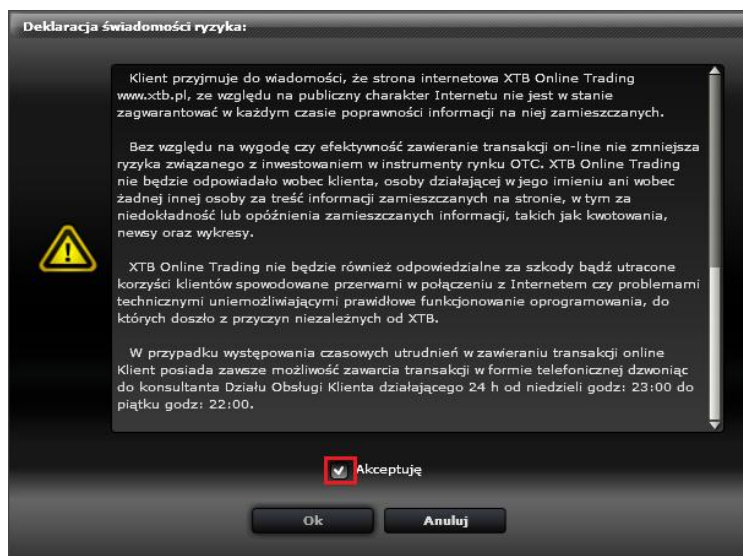 Deklaracja świadomości ryzyka:
Klient przyjmuje do wiadomości, że strona internetowa XTB Online Trading
www.xtb.pl, ze względu na publiczny charakter Internetu nie jest w stanie
zagwarantować w każdym czasie poprawności informacji na niej zamieszczanych.
Bez względu na wygodę czy efektywność zawieranie transakcji on-line nie zmniejsza
ryzyka związanego z inwestowaniem w instrumenty rynku OTC. XTB Online Trading
nie będzie odpowiadało wobec klienta, osoby działającej w jego imieniu ani wobec
żadnej innej osoby za treść informacji zamieszczanych na stronie, w tym za
niedokładność lub opóźnienia zamieszczanych informacji, takich jak kwotowania,
newsy oraz wykresy.
XTB Online Trading nie będzie również odpowiedzialne za szkody bądź utracone
korzyści klientów spowodowane przerwami w połączeniu z Internetem czy problemami
technicznymi uniemożliwiającymi prawidłowe funkcjonowanie oprogramowania, do
których doszło z przyczyn niezależnych od XTB.
W przypadku występowania czasowych utrudnień w zawieraniu transakcji online
Klient posiada zawsze możliwość zawarcia transakcji w formie telefonicznej dzwoniąc
do konsultanta Działu Obsługi Klienta działającego 24 h od niedzieli godz: 23:00 do
piątku godz: 22:00.
Akceptuję
Ok Anuluj